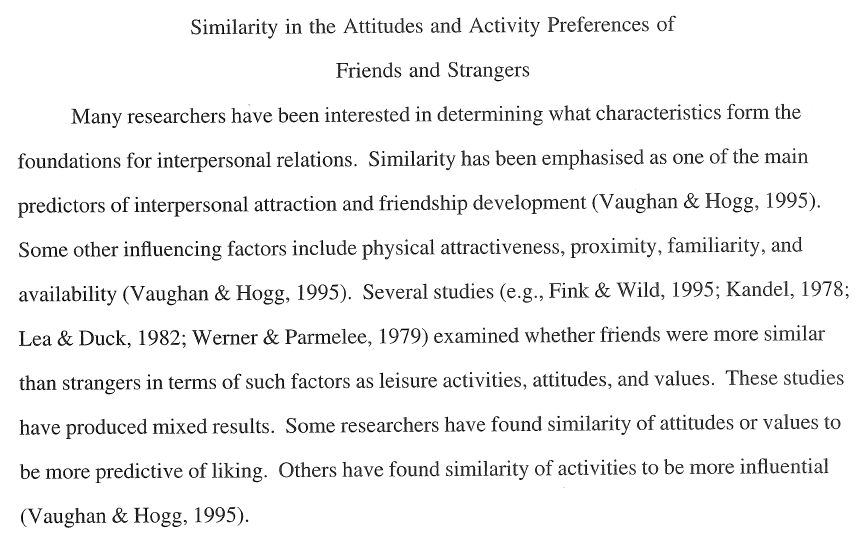 Similarity in the Attitudes and Activity Preferences of
Friends and Strangers
Many researchers have been interested in determining what characteristics form the
foundations for interpersonal relations. Similarity has been emphasised as one of the main
predictors of interpersonal attraction and friendship development (Vaughan & Hogg, 1995).
Some other influencing factors include physical attractiveness, proximity, familiarity, and
availability (Vaughan & Hogg, 1995). Several studies (e.g., Fink & Wild, 1995; Kandel, 1978;
Lea & Duck, 1982; Werner & Parmelee, 1979) examined whether friends were more similar
than strangers in terms of such factors as leisure activities, attitudes, and values. These studies
have produced mixed results. Some researchers have found similarity of attitudes or values to
be more predictive of liking. Others have found similarity of activities to be more influential
(Vaughan & Hogg, 1995).